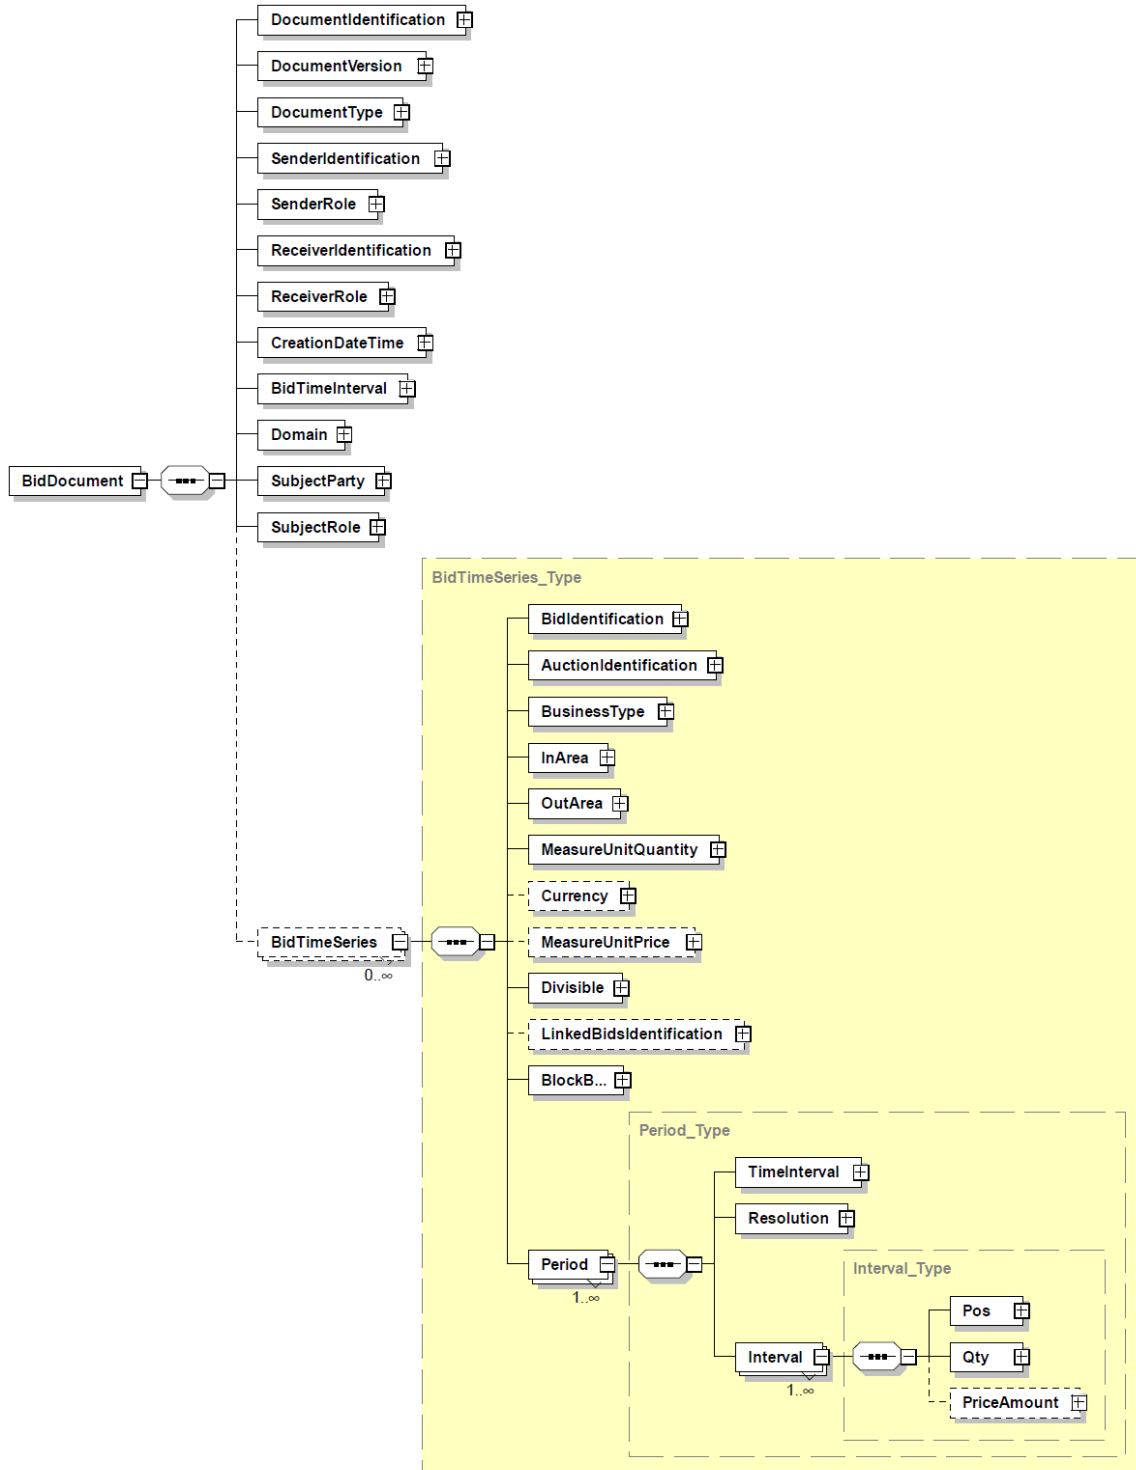 DocumentIdentification
DocumentVersion
DocumentType
SenderIdentification
SenderRole
ReceiverIdentification
ReceiverRole
CreationDateTime
BidTimeInterval
Domain
BidDocument
SubjectParty
SubjectRole
BidTimeSeries_Type
BidIdentification
AuctionIdentification
BusinessType
InArea
OutArea
MeasureUnitQuantity
Currency
BidTimeSeries
0..∞
MeasureUnitPrice
Divisible
LinkedBidsIdentification
BlockB...
Period_Type
TimeInterval
Resolution
Period
1..∞
Interval_Type
Pos
Interval
1..∞
Qty
PriceAmount